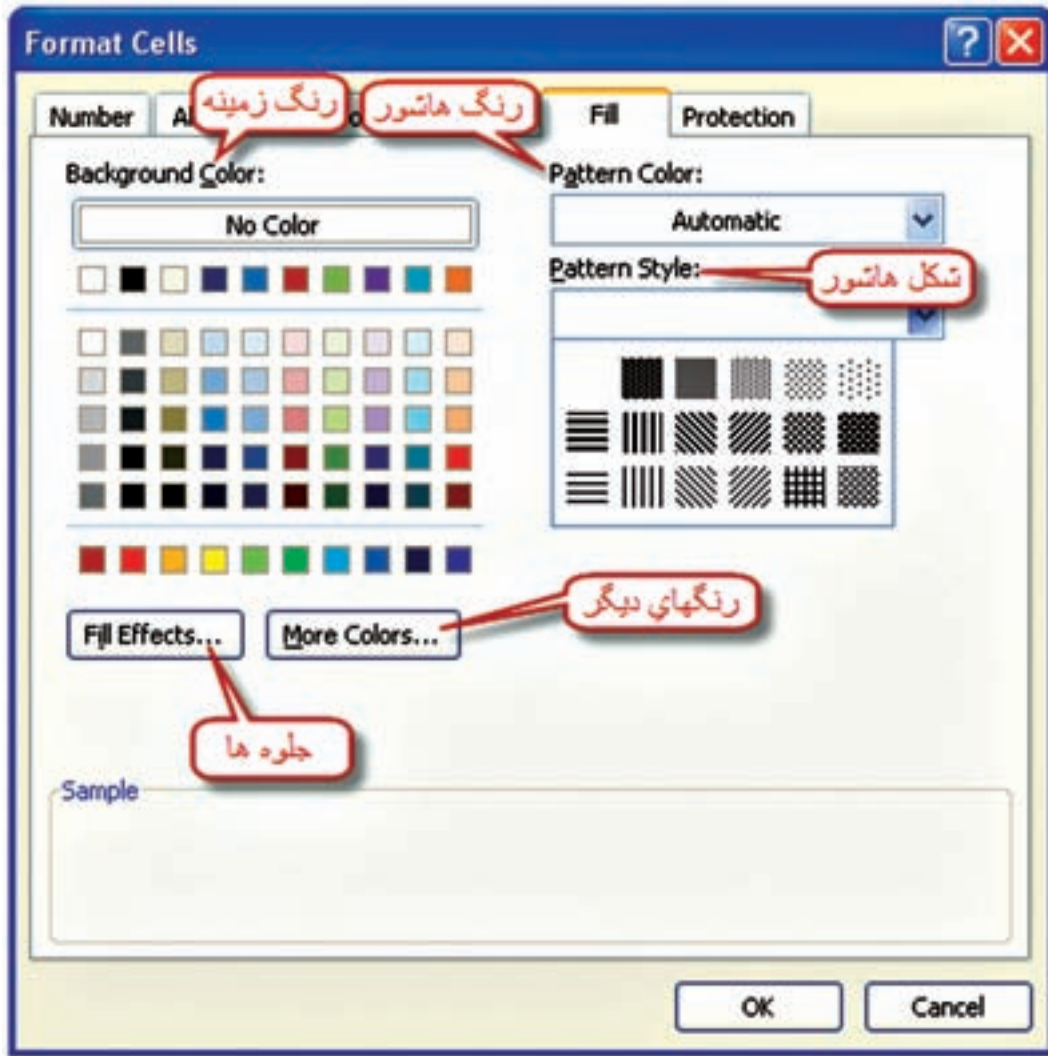 Format Cells
Number Al رنگ زمینه رنگ هاشور Fill Protection
Background Color:
No Color
Pattern Color:
Automatic
Pattern Style:
شکل هاشور
Fill Effects...
More Colors...
رنگهاي دیگر
جلوه ها
Sample
OK Cancel